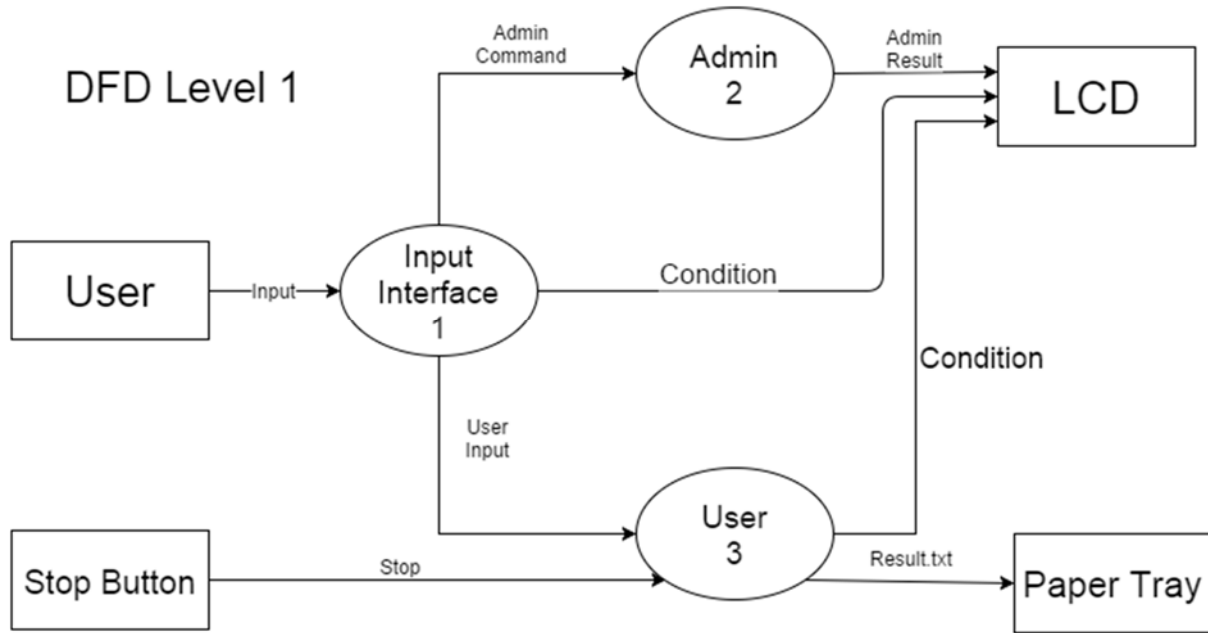 DFD Level 1
Admin
Command
Admin
2
Admin
Result
LCD
User
Input
Input
Interface
1
Condition
Condition
User
Input
Stop Button
Stop
User
3
Result.txt
Paper Tray